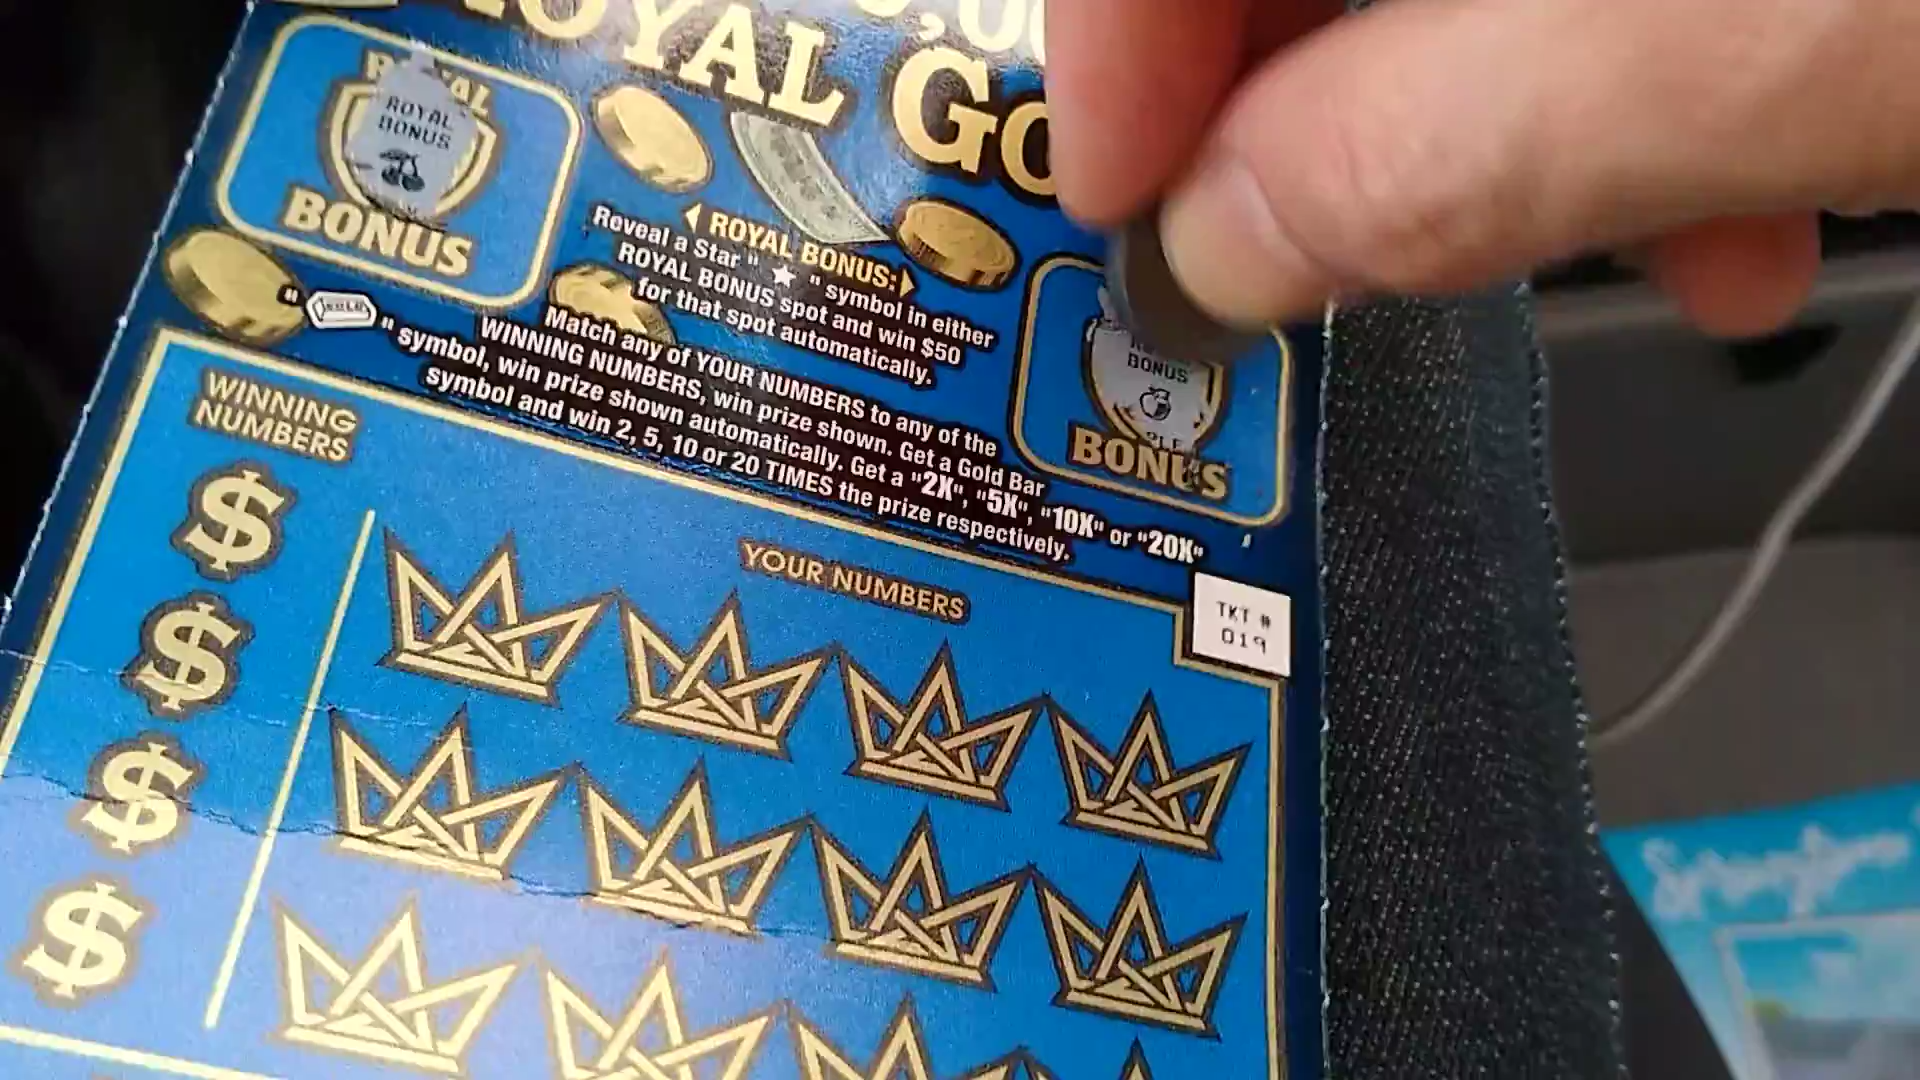 ROYAL
ROYAL
ROYAL
BONUS
BONUS
◀ ROYAL BONUS:▶
Reveal a Star " ★ " symbol in either
ROYAL BONUS spot and win $50
for that spot automatically.
BONUS
BONUS
Match any of YOUR NUMBERS to any of the
WINNING NUMBERS, win prize shown. Get a Gold Bar
" " symbol, win prize shown automatically. Get a "2X", "5X", "10X" or "20X"
symbol and win 2, 5, 10 or 20 TIMES the prize respectively.
WINNING
NUMBERS
YOUR NUMBERS
TKT #
019
$
$
$
$